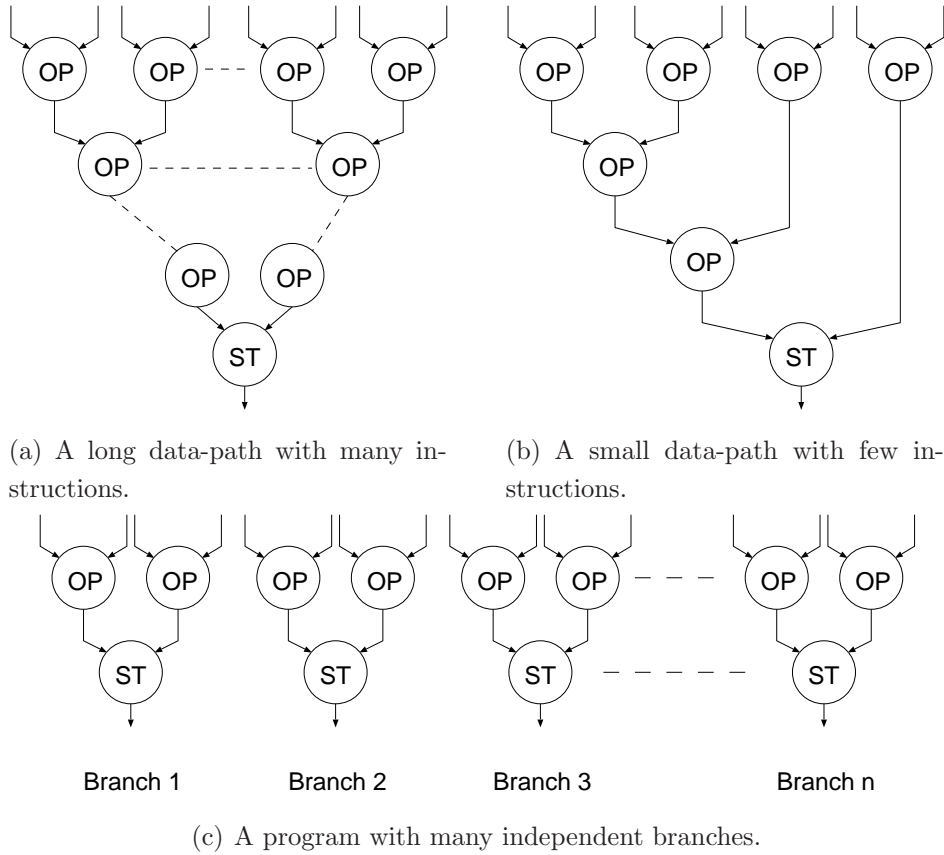 OP OP OP OP
OP OP
OP OP
ST
(a) A long data-path with many in-
structions.
OP OP OP OP
OP
OP
ST
(b) A small data-path with few in-
structions.
OP OP OP OP OP OP OP OP
ST ST ST ST
Branch 1 Branch 2 Branch 3 Branch n
(c) A program with many independent branches.